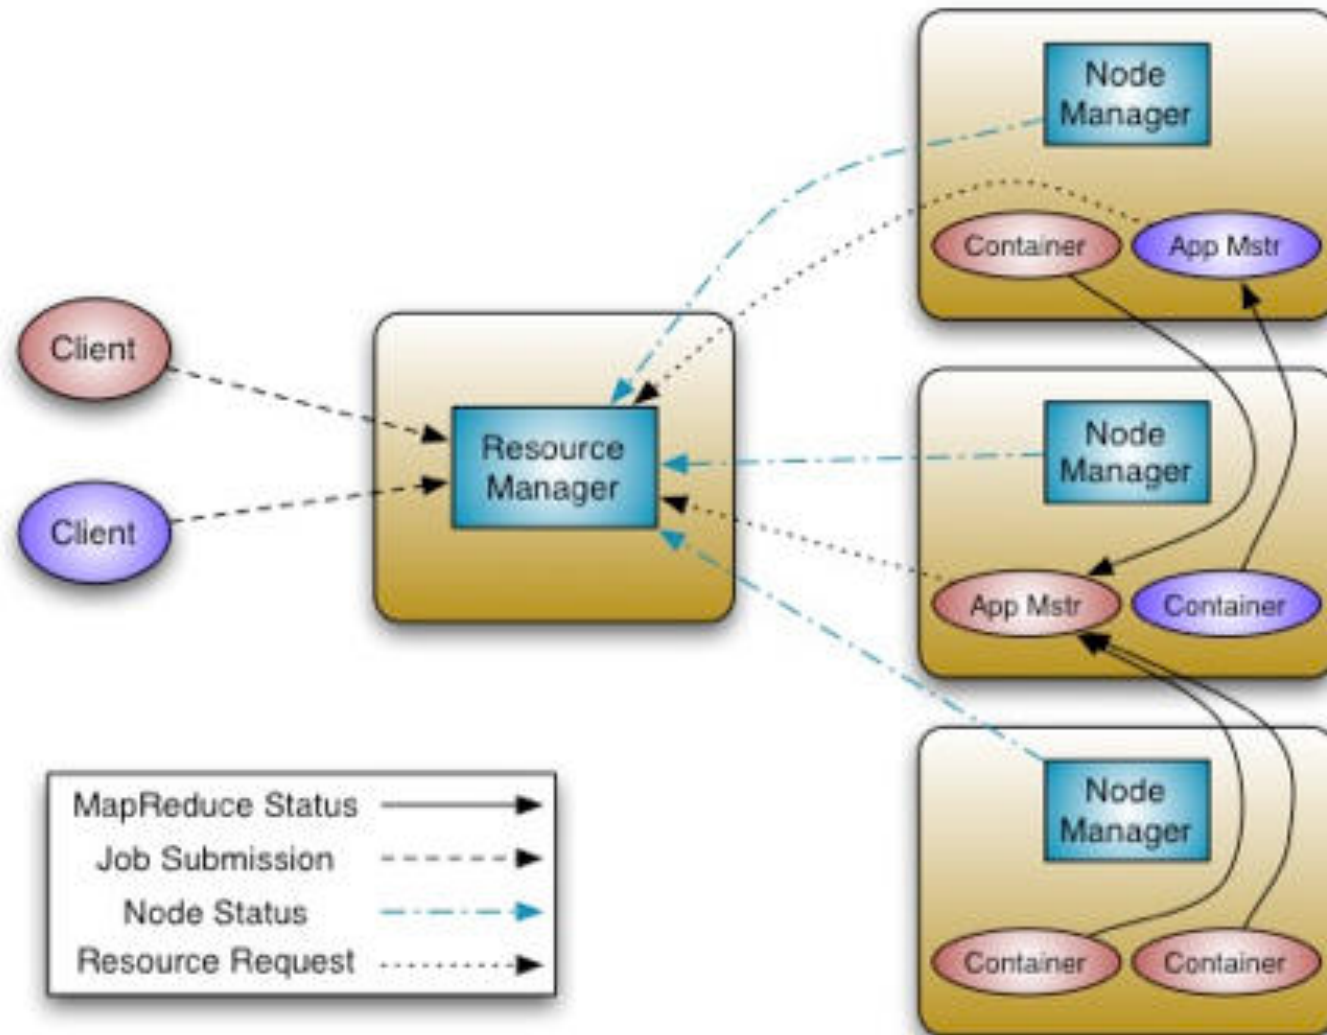 Node
Manager
Container
App Mstr
Client
Resource
Manager
Client
Node
Manager
App Mstr
Container
Node
Manager
Container
Container
MapReduce Status
Job Submission
Node Status
Resource Request